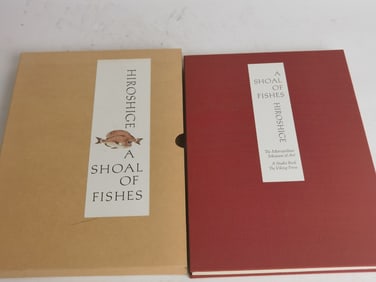 HIROSHIGE
A
SHOAL
OF
FISHES
A
SHOAL
OF
FISHES
HIROSHIGE
The Metropolitan
Museum of Art
A Studio Book
The Viking Press